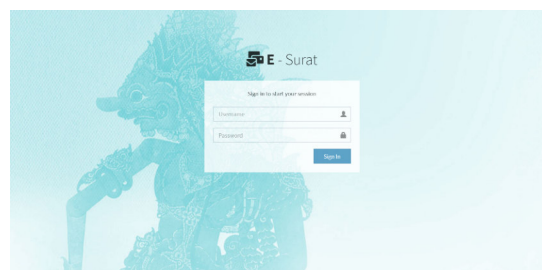 E - Surat
Sign in to start your session
Username
Password
Sign In